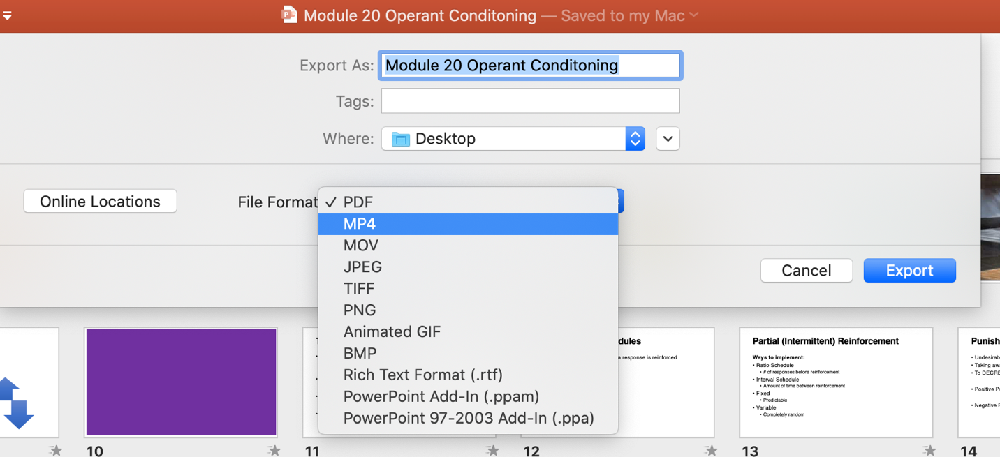 Module 20 Operant Conditoning — Saved to my Mac
Export As: Module 20 Operant Conditoning
Tags:
Where: Desktop
Online Locations
File Format
✓ PDF
MP4
MOV
JPEG
TIFF
PNG
Animated GIF
BMP
Rich Text Format (.rtf)
PowerPoint Add-In (.ppam)
PowerPoint 97-2003 Add-In (.ppa)
Cancel
Export
dules
a response is reinforced
Partial (Intermittent) Reinforcement
Ways to implement:
• Ratio Schedule
• # of responses before reinforcement
• Interval Schedule
• Amount of time between reinforcement
• Fixed
• Predictable
• Variable
• Completely random
Punish
• Undesirab
• Taking awa
• To DECRE
• Positive Pu
• Negative
10
11
12
13
14